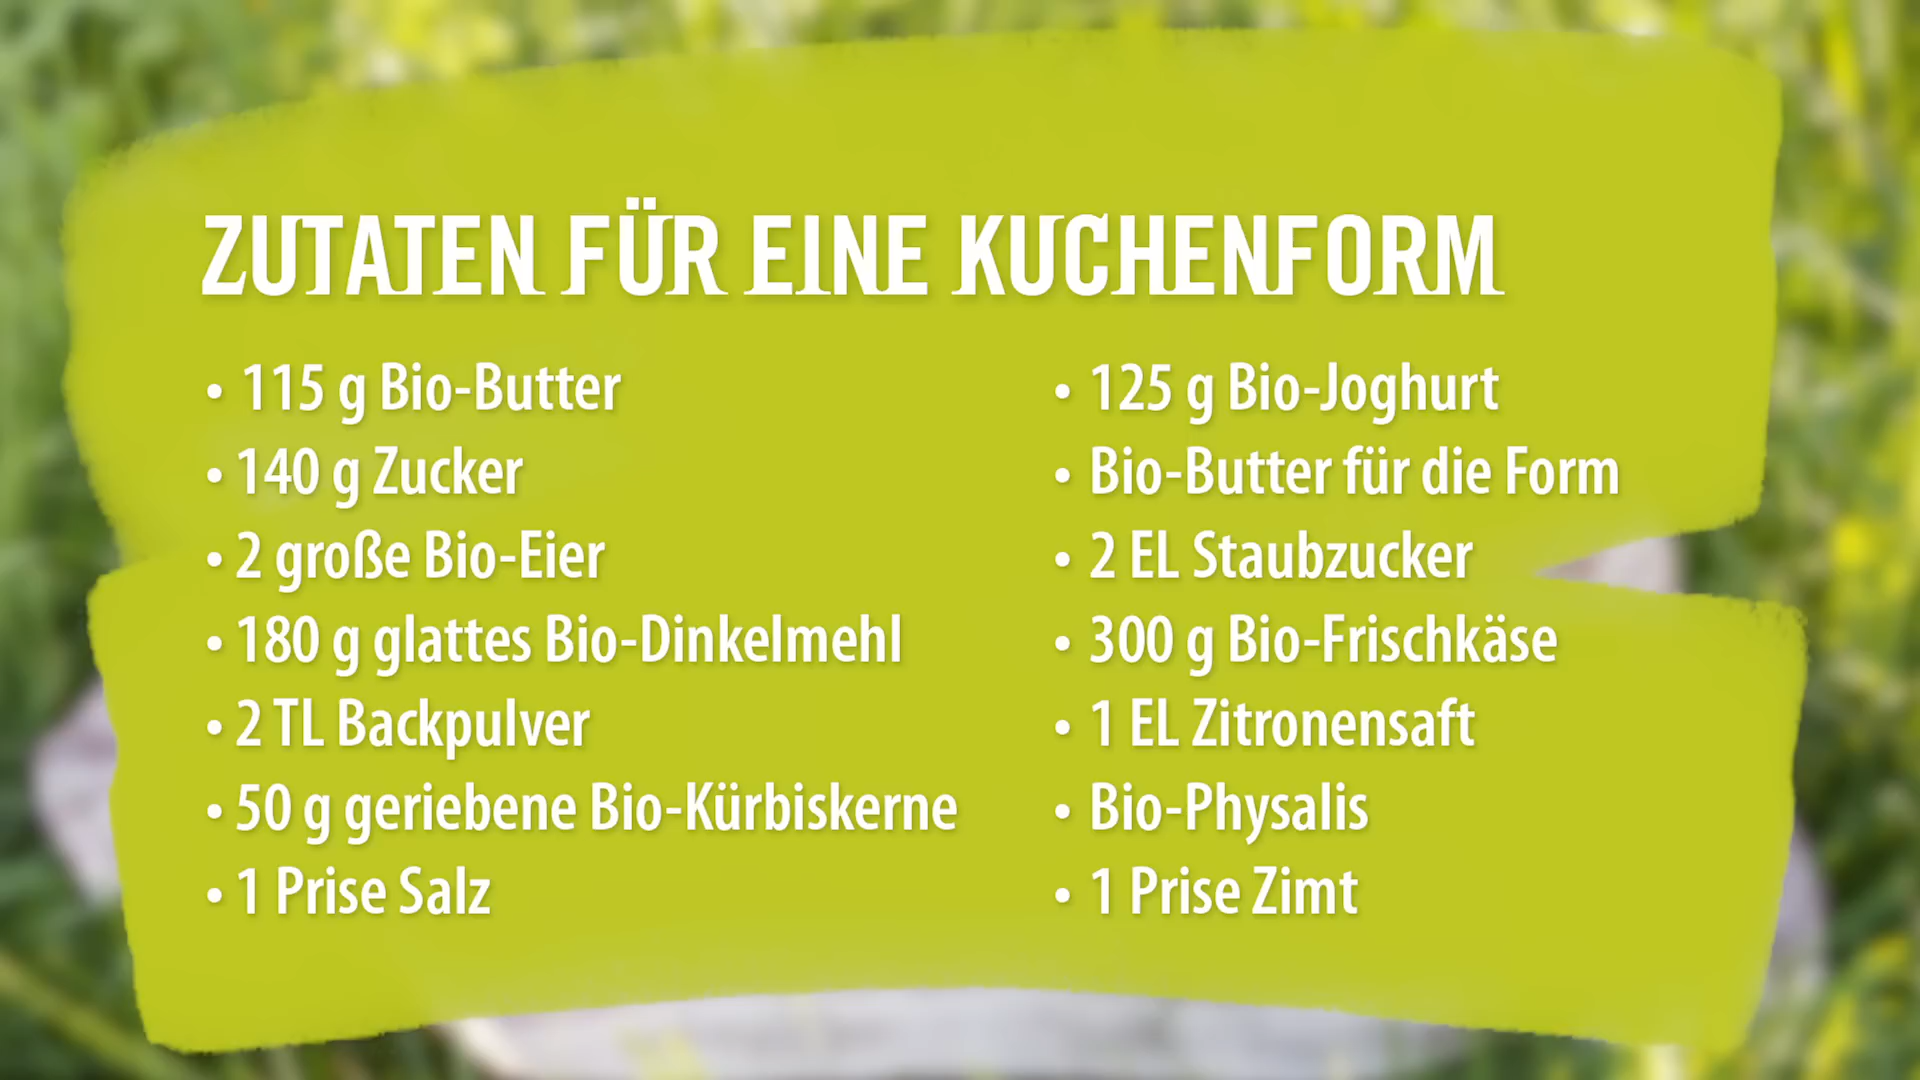 ZUTATEN FÜR EINE KUCHENFORM
• 115 g Bio-Butter
• 140 g Zucker
• 2 große Bio-Eier
• 180 g glattes Bio-Dinkelmehl
• 2 TL Backpulver
• 50 g geriebene Bio-Kürbiskerne
• 1 Prise Salz
• 125 g Bio-Joghurt
• Bio-Butter für die Form
• 2 EL Staubzucker
• 300 g Bio-Frischkäse
• 1 EL Zitronensaft
• Bio-Physalis
• 1 Prise Zimt